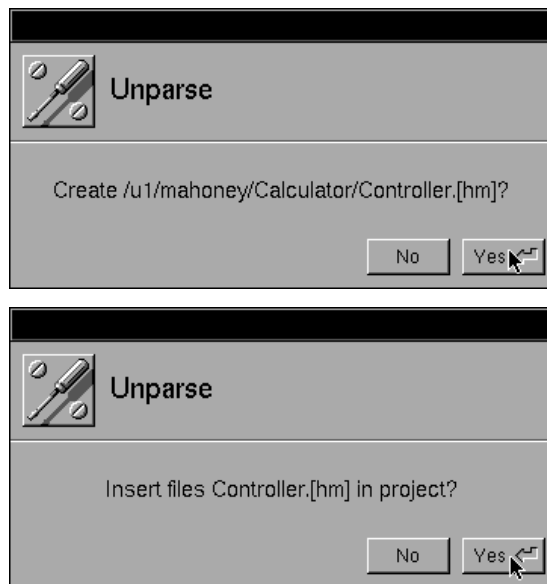 Unparse
Create /u1/mahoney/Calculator/Controller.[hm]?
No
Yes
Unparse
Insert files Controller.[hm] in project?
No
Yes